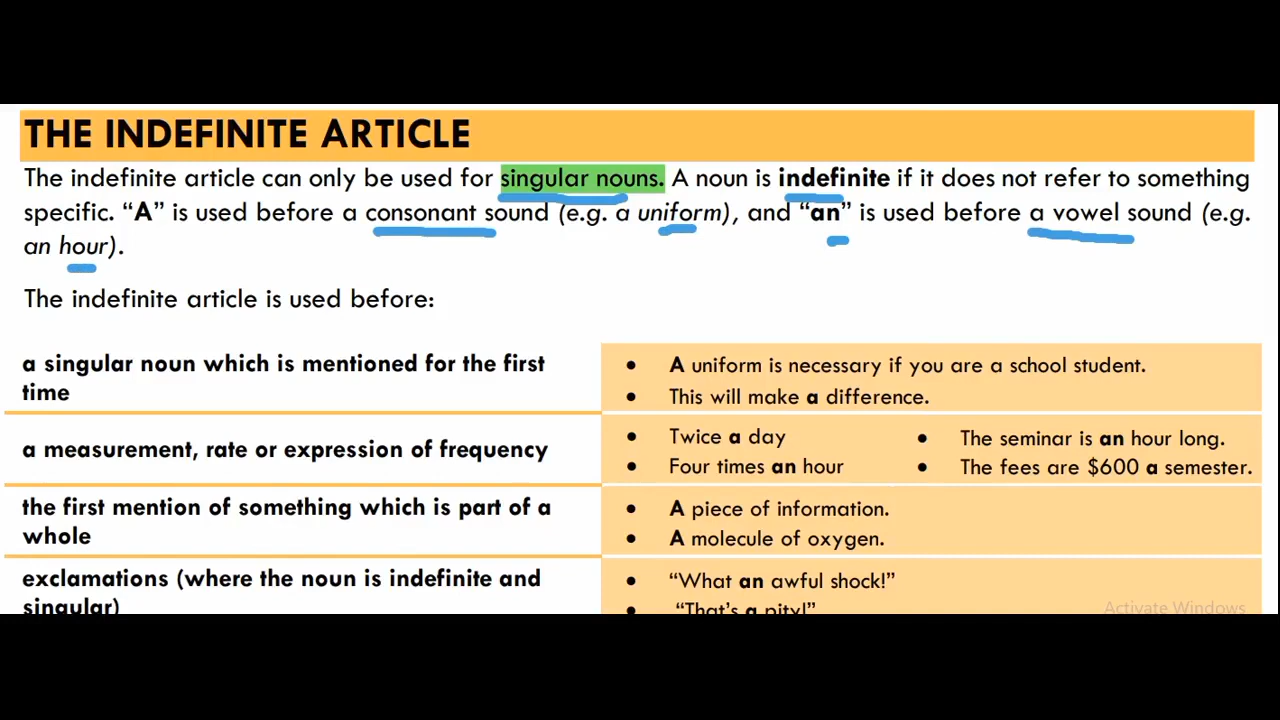 THE INDEFINITE ARTICLE
The indefinite article can only be used for singular nouns. A noun is indefinite if it does not refer to something
specific. “A” is used before a consonant sound (e.g. a uniform), and “an” is used before a vowel sound (e.g.
an hour).
The indefinite article is used before:
a singular noun which is mentioned for the first
time
• A uniform is necessary if you are a school student.
• This will make a difference.
a measurement, rate or expression of frequency
• Twice a day
• Four times an hour
• The seminar is an hour long.
• The fees are $600 a semester.
the first mention of something which is part of a
whole
• A piece of information.
• A molecule of oxygen.
exclamations (where the noun is indefinite and
singular)
• “What an awful shock!”
• “That’s a pity!”
Activate Windows